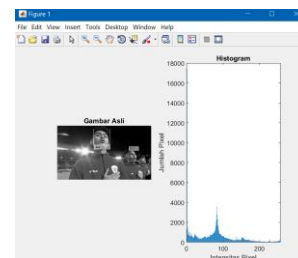 Figure 1
File Edit View Insert Tools Desktop Window Help
Gambar Asli
Histogram
Jumlah Pixel
18000
16000
14000
12000
10000
8000
6000
4000
2000
0
0 100 200
Intensitas Pixel